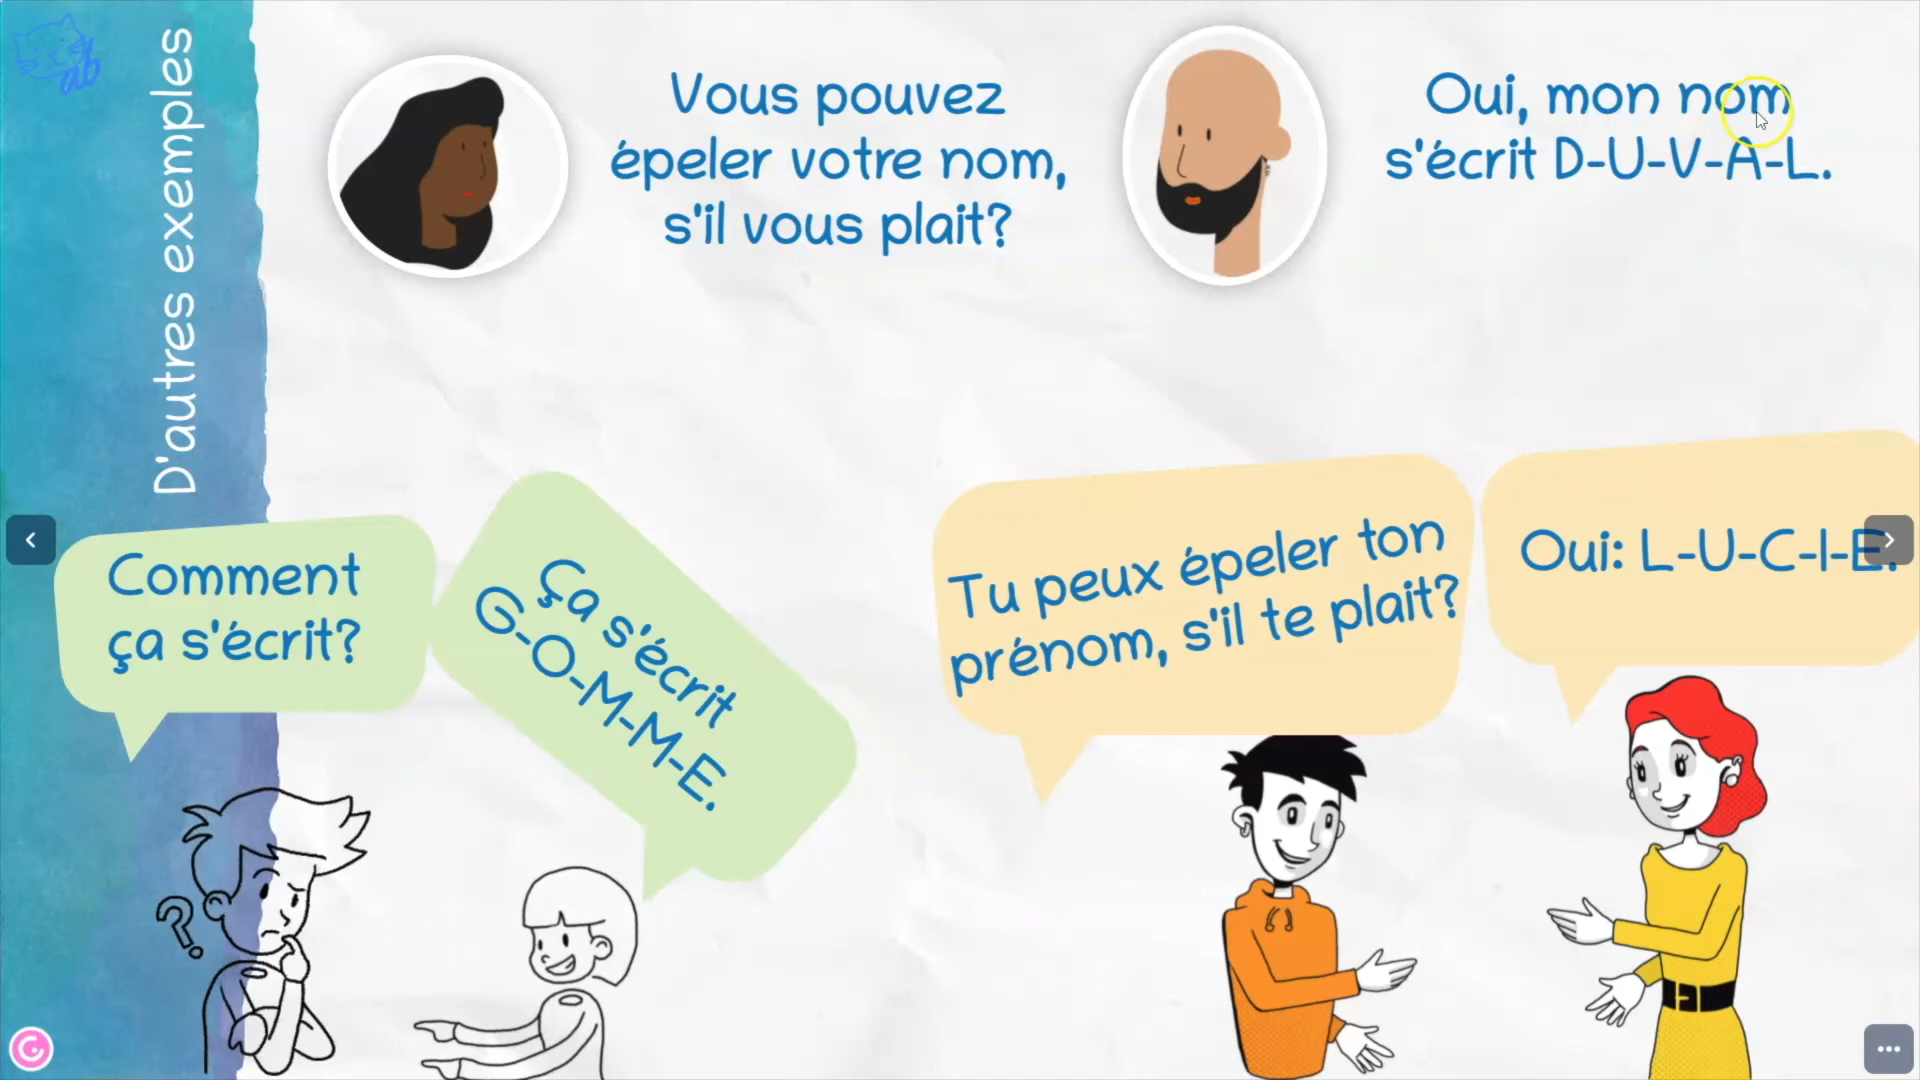 ab
D'autres exemples
Vous pouvez
épeler votre nom,
s'il vous plait?
Oui, mon nom
s'écrit D-U-V-A-L.
Comment
ça s'écrit?
Ça s'écrit
G-O-M-M-E.
Tu peux épeler ton
prénom, s'il te plait?
Oui: L-U-C-I-E.
?